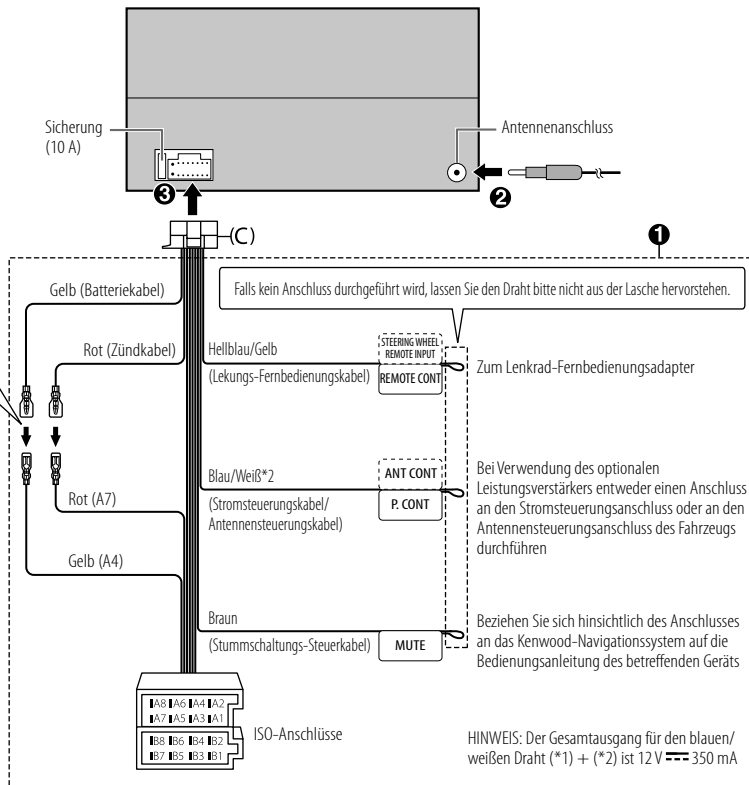 Sicherung
(10 A)
Antennenanschluss
❸
❷
(C)
❶
Gelb (Batteriekabel)
Falls kein Anschluss durchgeführt wird, lassen Sie den Draht bitte nicht aus der Lasche hervorstehen.
Rot (Zündkabel)
Hellblau/Gelb
(Lekungs-Fernbedienungskabel)
STEERING WHEEL
REMOTE INPUT
REMOTE CONT
Zum Lenkrad-Fernbedienungsadapter
Blau/Weiß*2
(Stromsteuerungskabel/
Antennensteuerungskabel)
ANT CONT
P. CONT
Bei Verwendung des optionalen
Leistungsverstärkers entweder einen Anschluss
an den Stromsteuerungsanschluss oder an den
Antennensteuerungsanschluss des Fahrzeugs
durchführen
Rot (A7)
Gelb (A4)
Braun
(Stummschaltungs-Steuerkabel)
MUTE
Beziehen Sie sich hinsichtlich des Anschlusses
an das Kenwood-Navigationssystem auf die
Bedienungsanleitung des betreffenden Geräts
A8 A6 A4 A2
A7 A5 A3 A1
B8 B6 B4 B2
B7 B5 B3 B1
ISO-Anschlüsse
HINWEIS: Der Gesamtausgang für den blauen/
weißen Draht (*1) + (*2) ist 12 V ⎓ 350 mA